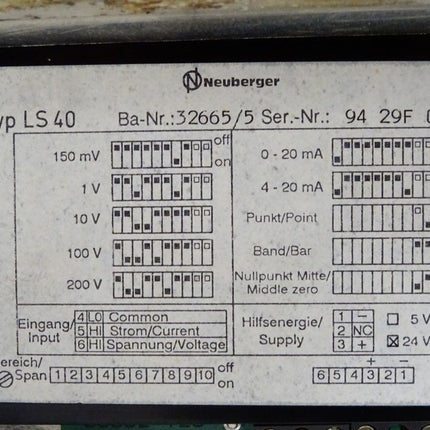 Neuberger
LS 40 Ba-Nr.:32665/5 Ser.-Nr.: 94 29F
150 mV off on 0 - 20 mA
1 V 4 - 20 mA
10 V Punkt/Point
100 V Band/Bar
200 V Nullpunkt Mitte/
Middle zero
Eingang/
Input
4 L0 Common
5 HI Strom/Current
6 HI Spannung/Voltage
Hilfsenergie/
Supply
1 −
2 NC
3 +
5 V
24 V
Span 1 2 3 4 5 6 7 8 9 10 off
on
+ −
6 5 4 3 2 1